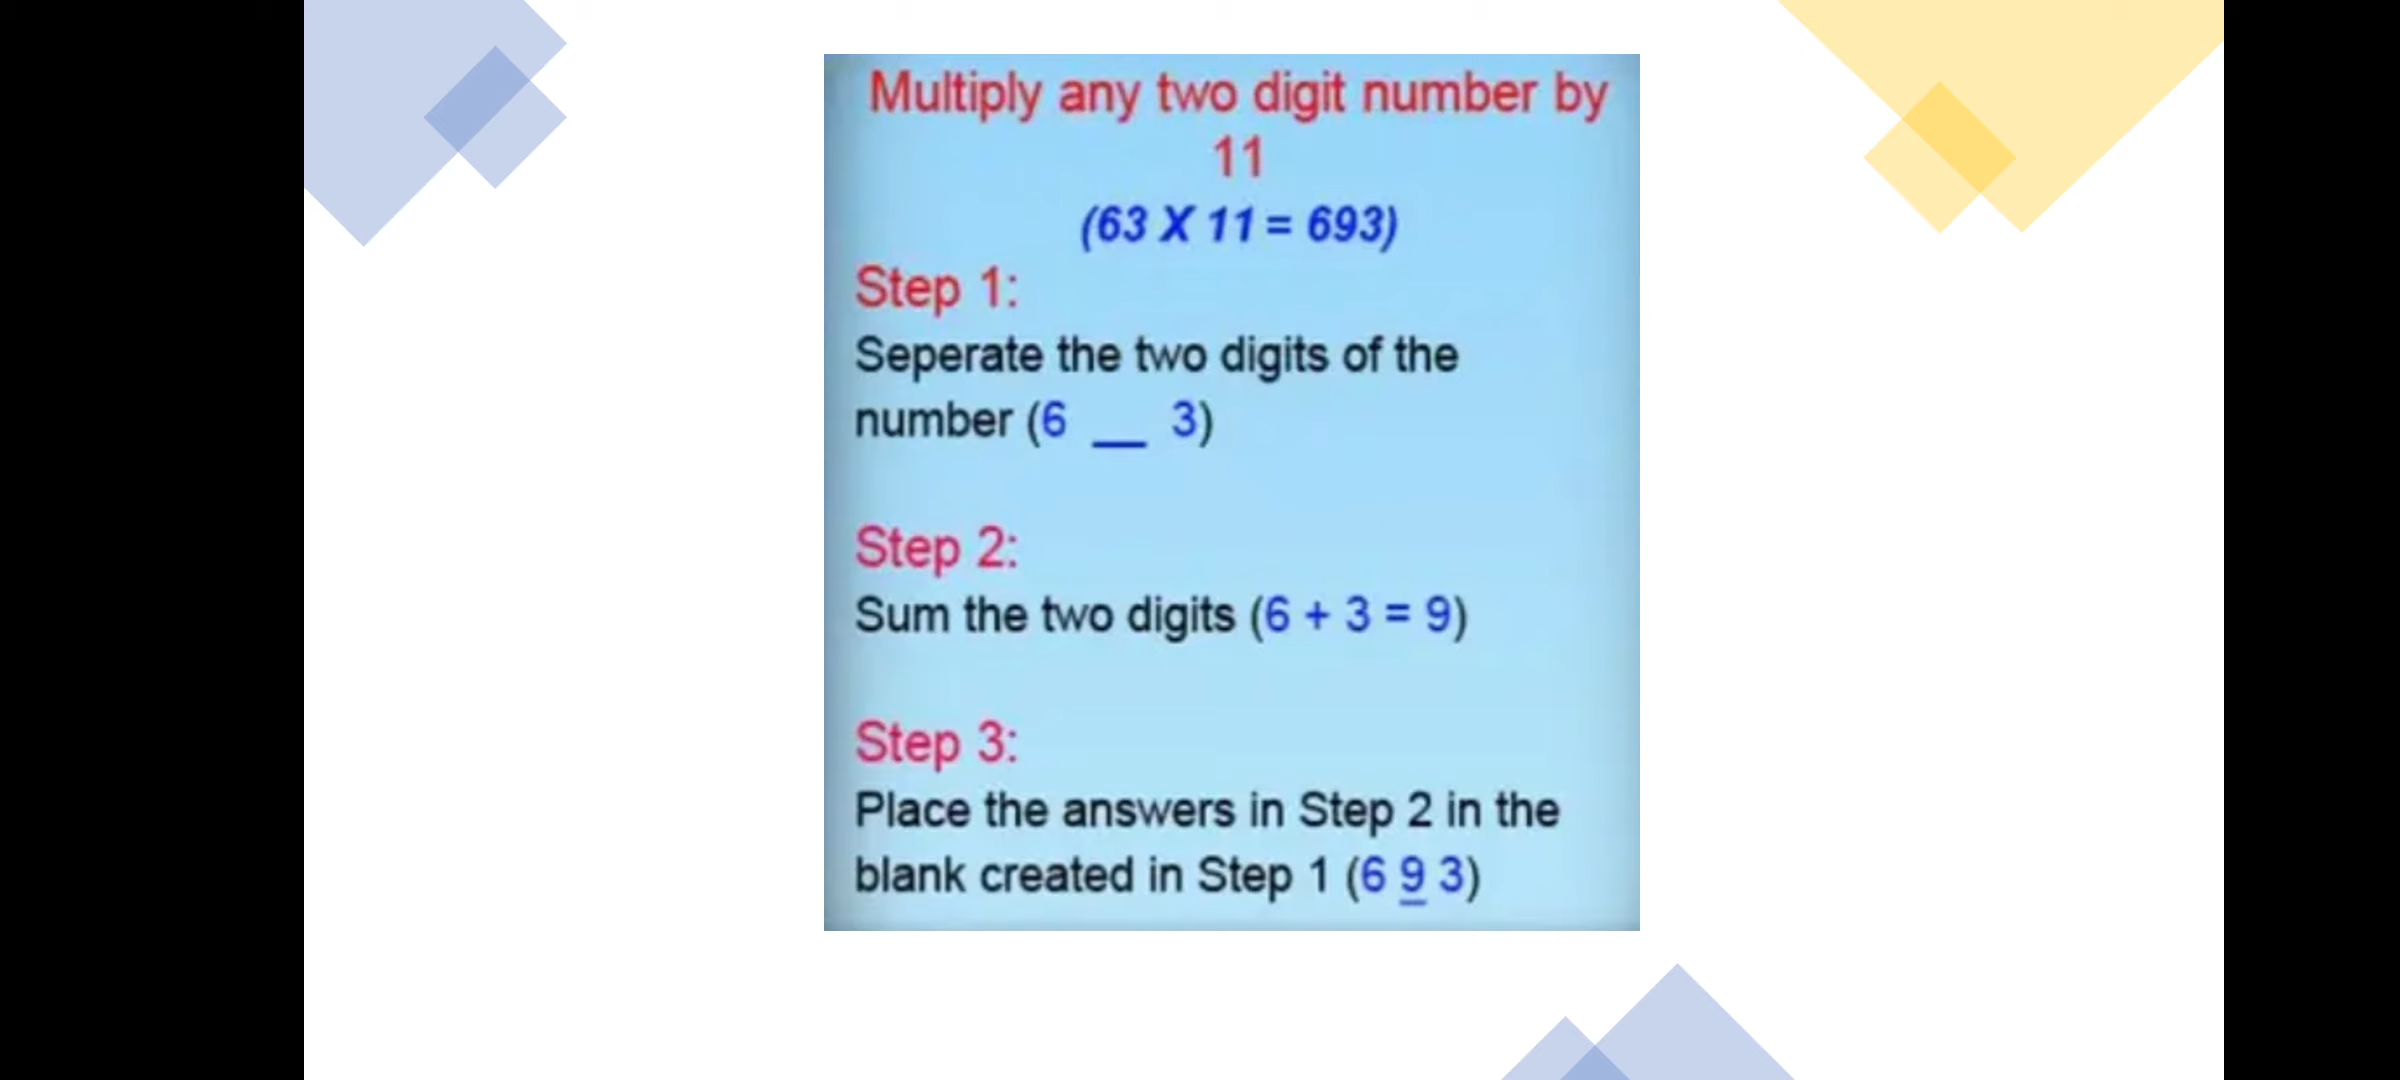 Multiply any two digit number by
11
(63 X 11 = 693)
Step 1:
Seperate the two digits of the
number (6 __ 3)
Step 2:
Sum the two digits (6 + 3 = 9)
Step 3:
Place the answers in Step 2 in the
blank created in Step 1 (6 9 3)